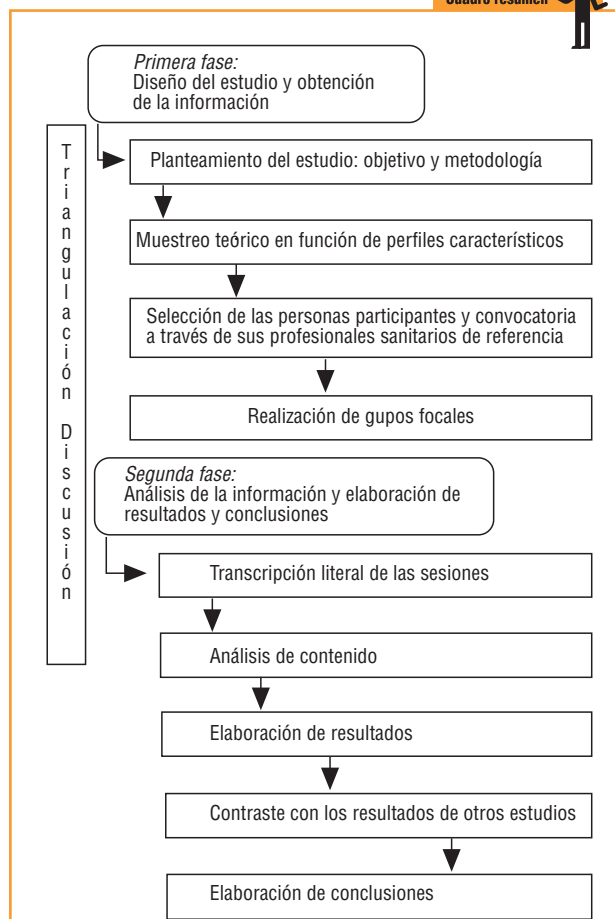 Cuadro resumen
Primera fase:
Diseño del estudio y obtención
de la información
Triangulación Discusión
Planteamiento del estudio: objetivo y metodología
Muestreo teórico en función de perfiles característicos
Selección de las personas participantes y convocatoria
a través de sus profesionales sanitarios de referencia
Realización de gupos focales
Segunda fase:
Análisis de la información y elaboración de
resultados y conclusiones
Transcripción literal de las sesiones
Análisis de contenido
Elaboración de resultados
Contraste con los resultados de otros estudios
Elaboración de conclusiones